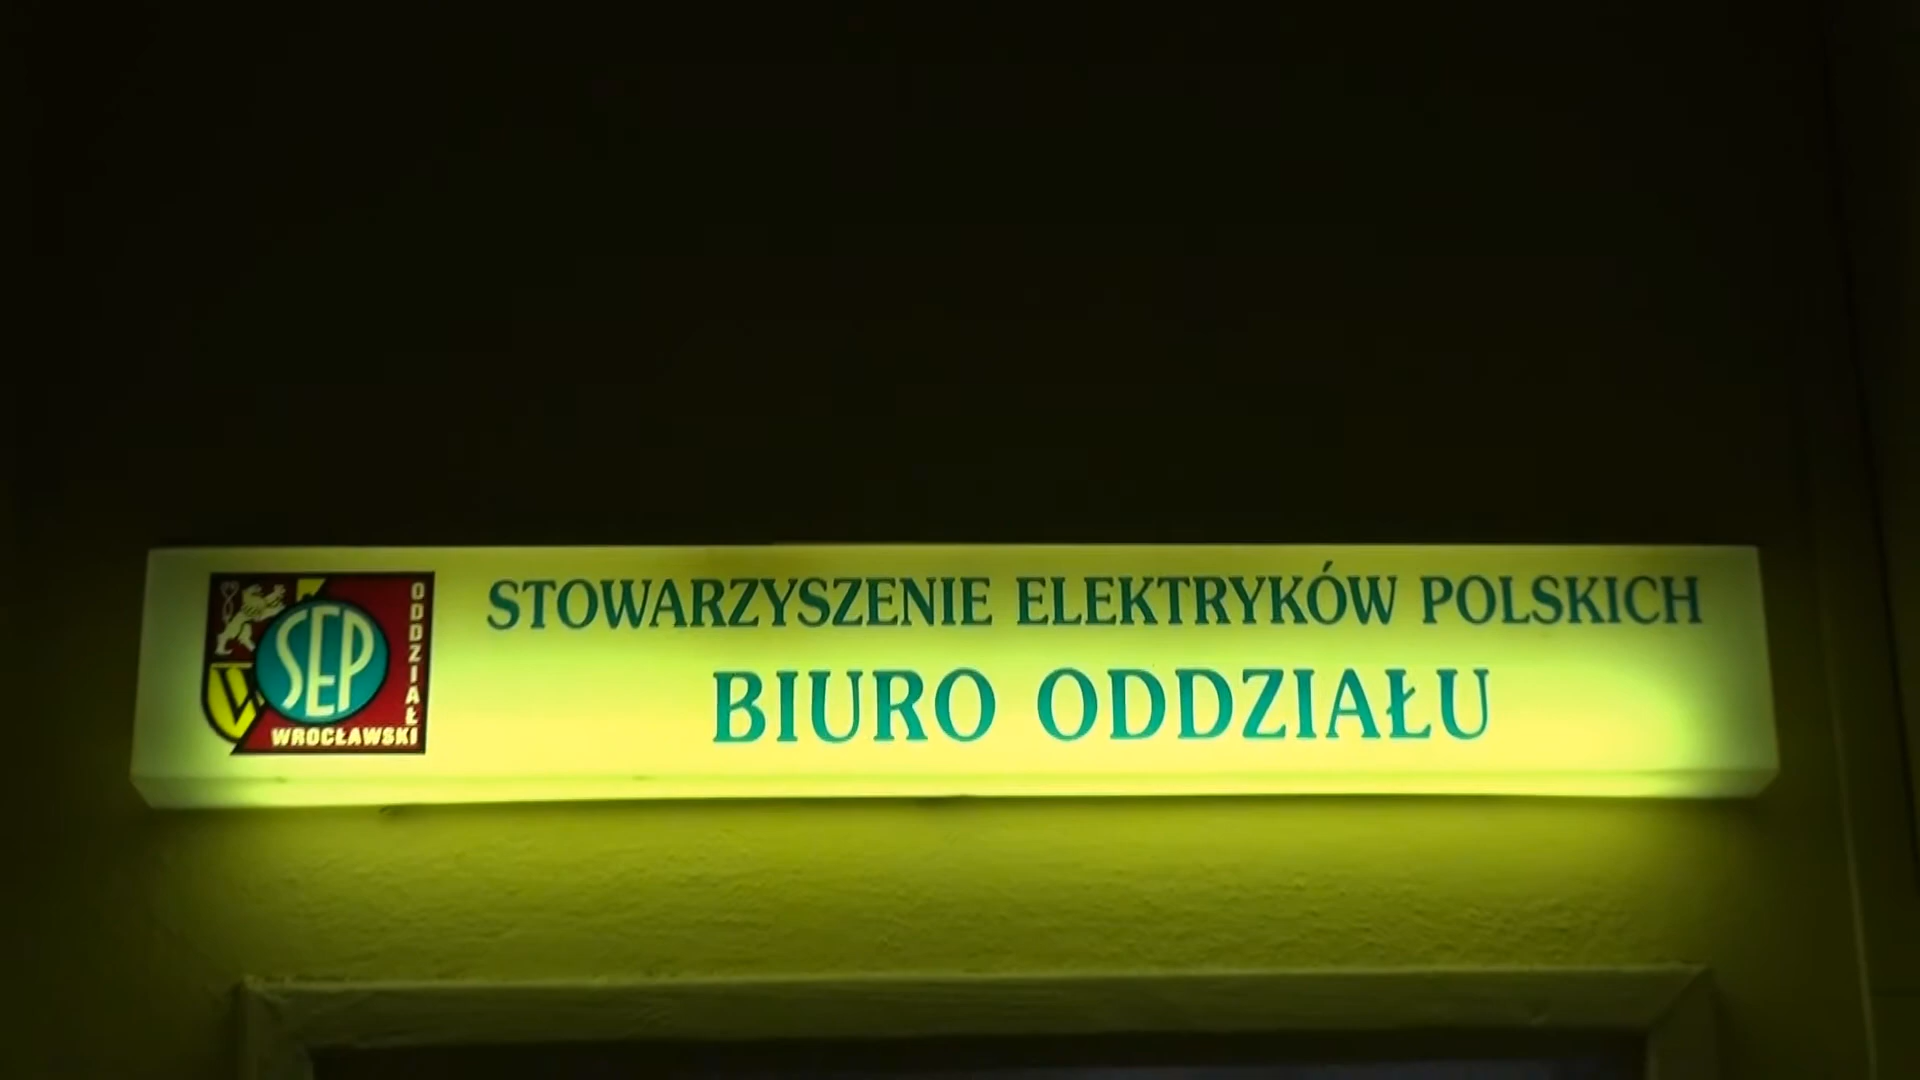 STOWARZYSZENIE ELEKTRYKÓW POLSKICH
BIURO ODDZIAŁU
SEP
W
ODDZIAŁ
WROCŁAWSKI